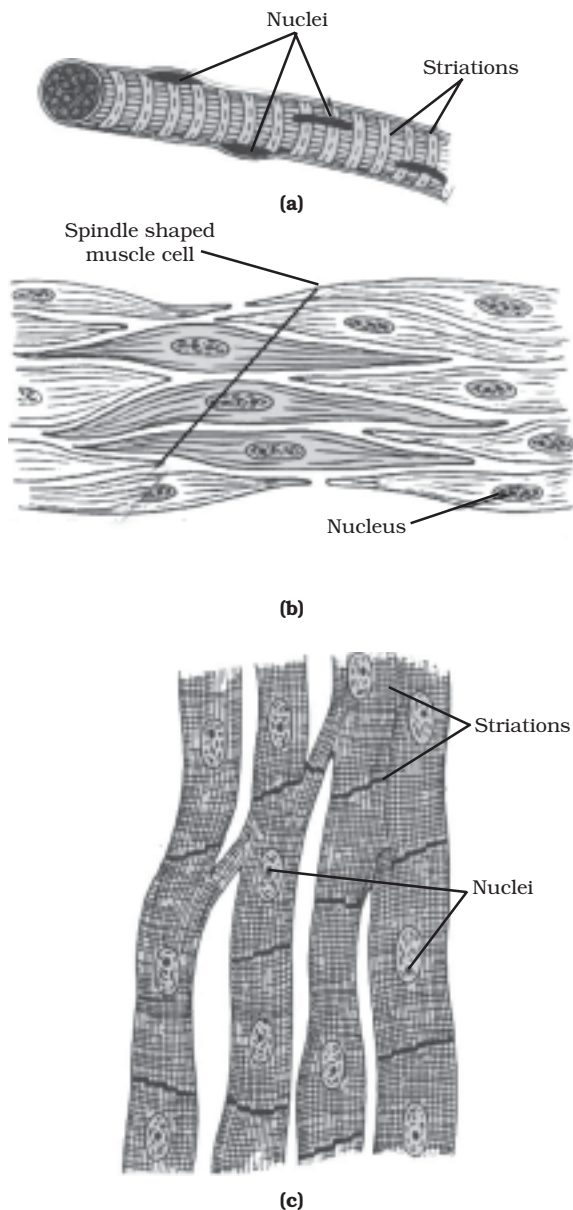 Nuclei
Striations
(a)
Spindle shaped
muscle cell
Nucleus
(b)
Striations
Nuclei
(c)